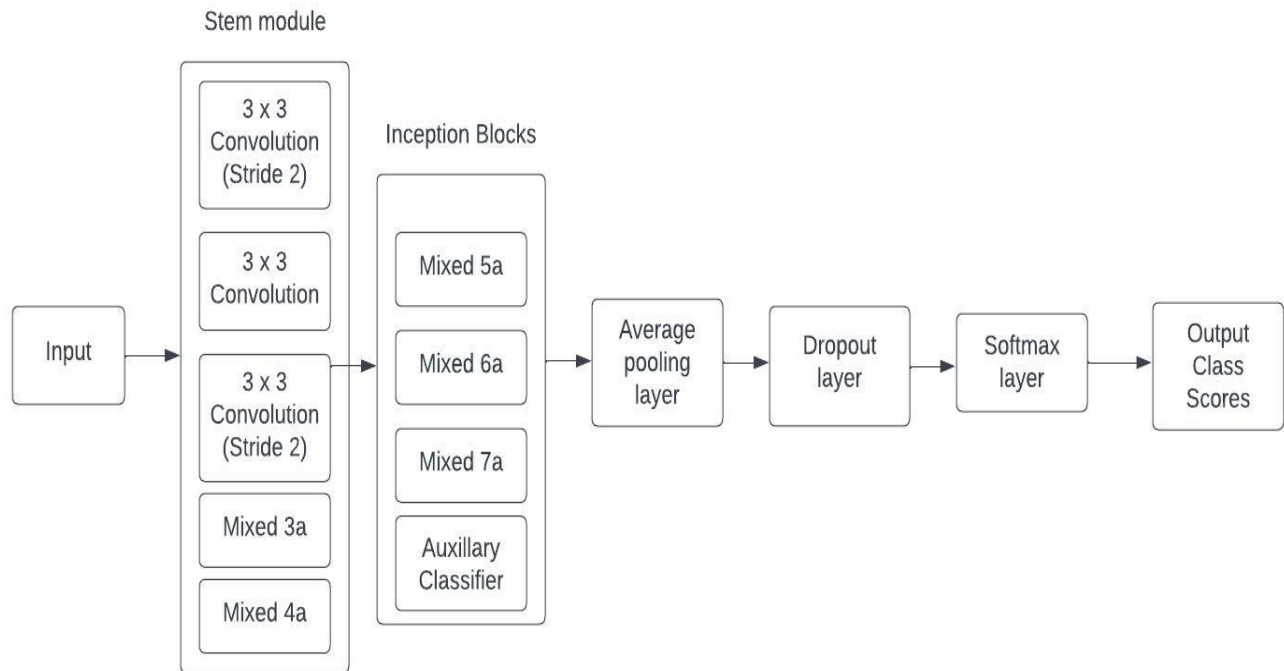 Stem module
3 x 3
Convolution
(Stride 2)
3 x 3
Convolution
3 x 3
Convolution
(Stride 2)
Mixed 3a
Mixed 4a
Inception Blocks
Mixed 5a
Mixed 6a
Mixed 7a
Auxillary
Classifier
Input
Average
pooling
layer
Dropout
layer
Softmax
layer
Output
Class
Scores